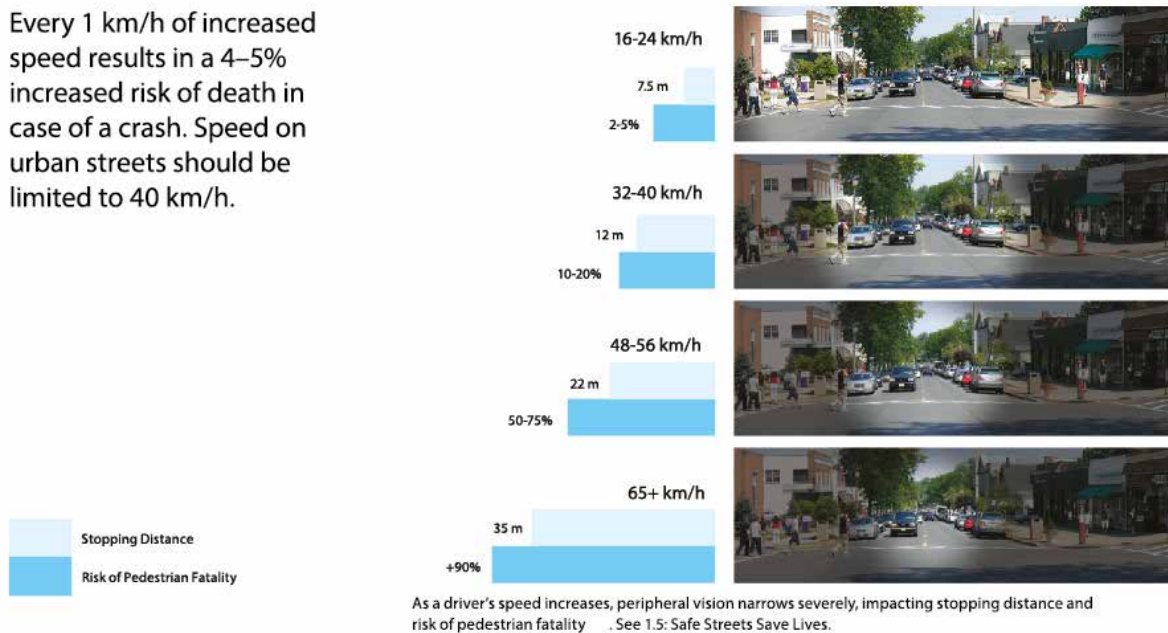 Every 1 km/h of increased
speed results in a 4–5%
increased risk of death in
case of a crash. Speed on
urban streets should be
limited to 40 km/h.
16-24 km/h
7.5 m
2-5%
32-40 km/h
12 m
10-20%
48-56 km/h
22 m
50-75%
65+ km/h
35 m
+90%
Stopping Distance
Risk of Pedestrian Fatality
As a driver's speed increases, peripheral vision narrows severely, impacting stopping distance and
risk of pedestrian fatality . See 1.5: Safe Streets Save Lives.